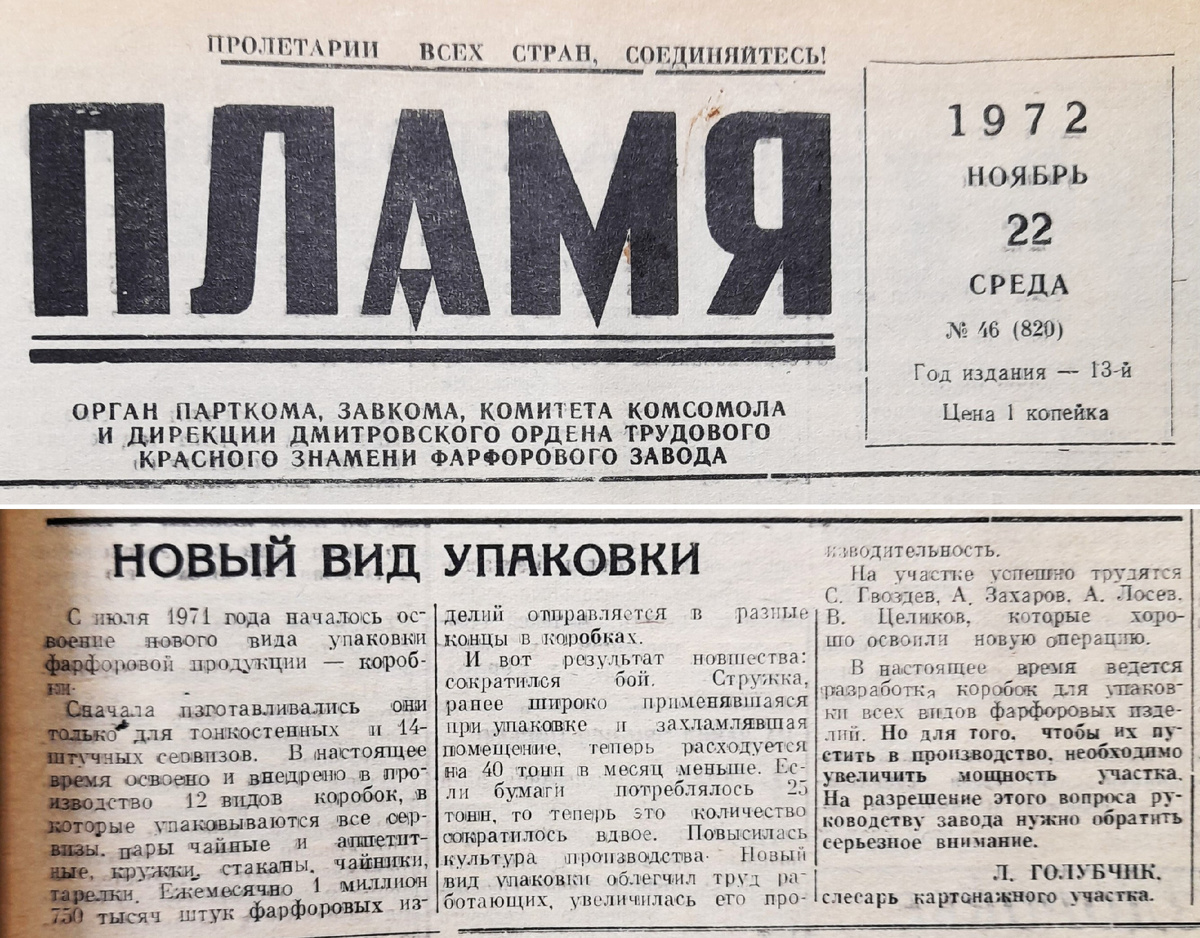 ПРОЛЕТАРИИ ВСЕХ СТРАН, СОЕДИНЯЙТЕСЬ!
ПЛАМЯ
ОРГАН ПАРТКОМА, ЗАВКОМА, КОМИТЕТА КОМСОМОЛА
И ДИРЕКЦИИ ДМИТРОВСКОГО ОРДЕНА ТРУДОВОГО
КРАСНОГО ЗНАМЕНИ ФАРФОРОВОГО ЗАВОДА
1972
НОЯБРЬ
22
СРЕДА
№ 46 (820)
Год издания — 13-й
Цена 1 копейка
НОВЫЙ ВИД УПАКОВКИ
С июля 1971 года началось ос-
воение нового вида упаковки
фарфоровой продукции — короб-
ки.
Сначала изготавливались они
только для тонкостенных и 14-
штучных сервизов. В настоящее
время освоено и внедрено в про-
изводство 12 видов коробок, в
которые упаковываются все сер-
визы, пары чайные и аппетит-
ные, кружки, стаканы, чайники,
тарелки. Ежемесячно 1 миллион
750 тысяч штук фарфоровых из-
делий отправляется в разные
концы в коробках.
И вот результат новшества:
сократился бой. Стружка,
ранее широко применявшаяся
при упаковке и захламлявшая
помещение, теперь расходуется
на 40 тонн в месяц меньше. Ес-
ли бумаги потреблялось 25
тонн, то теперь это количество
сократилось вдвое. Повысилась
культура производства. Новый
вид упаковки облегчил труд ра-
ботающих, увеличилась его про-
изводительность.
На участке успешно трудятся
С. Гвоздев, А. Захаров, А. Лосев,
В. Целиков, которые хоро-
шо освоили новую операцию.
В настоящее время ведется
разработка коробок для упаков-
ки всех видов фарфоровых изде-
лий. Но для того, чтобы их пу-
стить в производство, необходимо
увеличить мощность участка.
На разрешение этого вопроса ру-
ководству завода нужно обратить
серьезное внимание.
Л. ГОЛУБЧИК,
слесарь картонажного участка.